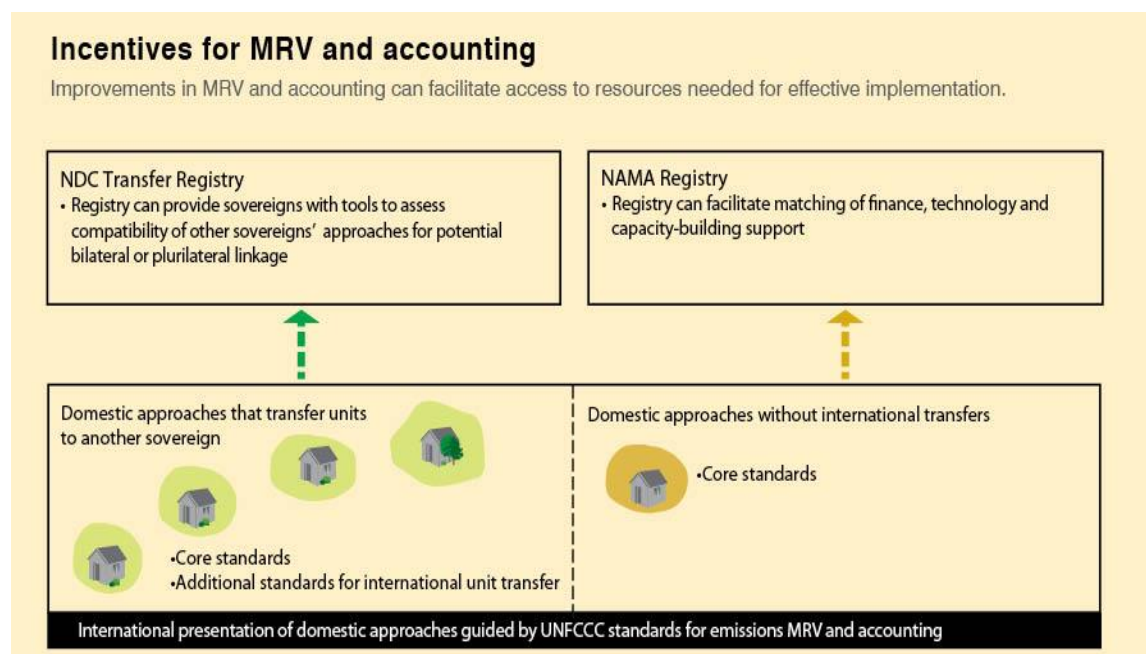 Incentives for MRV and accounting
Improvements in MRV and accounting can facilitate access to resources needed for effective implementation.
NDC Transfer Registry
• Registry can provide sovereigns with tools to assess
compatibility of other sovereigns’ approaches for potential
bilateral or plurilateral linkage
NAMA Registry
• Registry can facilitate matching of finance, technology and
capacity-building support
Domestic approaches that transfer units
to another sovereign
•Core standards
•Additional standards for international unit transfer
Domestic approaches without international transfers
•Core standards
International presentation of domestic approaches guided by UNFCCC standards for emissions MRV and accounting